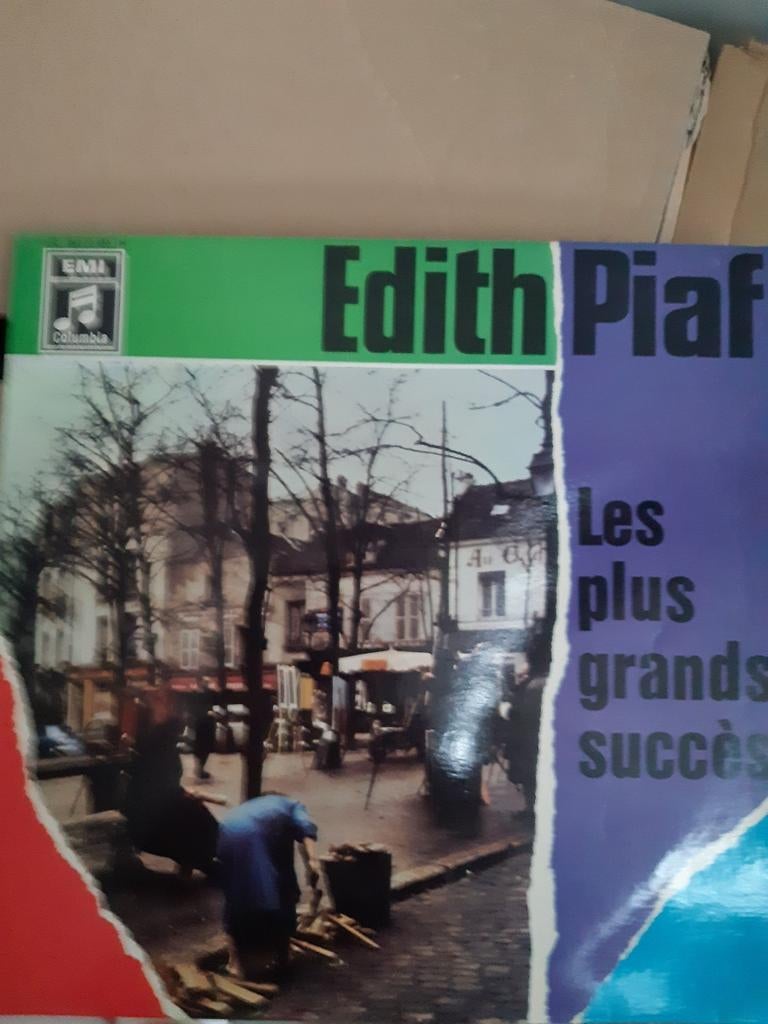 EMI
Columbia
Edith Piaf
Les
plus
grands
succès